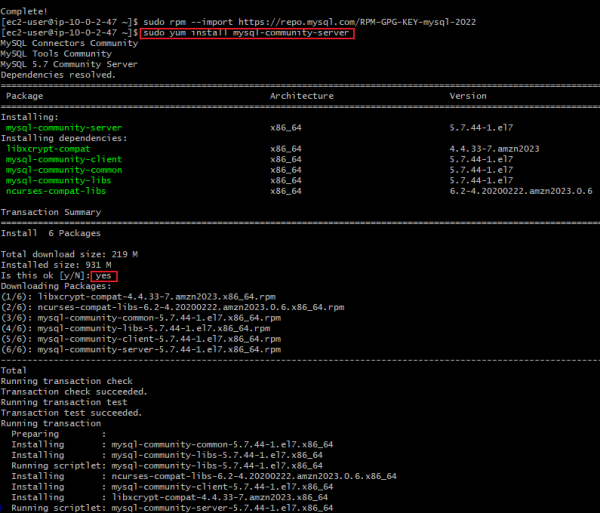 Complete!
[ec2-user@ip-10-0-2-47 ~]$ sudo rpm --import https://repo.mysql.com/RPM-GPG-KEY-mysql-2022
[ec2-user@ip-10-0-2-47 ~]$ sudo yum install mysql-community-server
MySQL Connectors Community
MySQL Tools Community
MySQL 5.7 Community Server
Dependencies resolved.
Package Architecture Version
Installing:
mysql-community-server x86_64 5.7.44-1.el7
Installing dependencies:
libxcrypt-compat x86_64 4.4.33-7.amzn2023
mysql-community-client x86_64 5.7.44-1.el7
mysql-community-common x86_64 5.7.44-1.el7
mysql-community-libs x86_64 5.7.44-1.el7
ncurses-compat-libs x86_64 6.2-4.20200222.amzn2023.0.6
Transaction Summary
Install 6 Packages
Total download size: 219 M
Installed size: 931 M
Is this ok [y/N]: yes
Downloading Packages:
(1/6): libxcrypt-compat-4.4.33-7.amzn2023.x86_64.rpm
(2/6): ncurses-compat-libs-6.2-4.20200222.amzn2023.0.6.x86_64.rpm
(3/6): mysql-community-common-5.7.44-1.el7.x86_64.rpm
(4/6): mysql-community-libs-5.7.44-1.el7.x86_64.rpm
(5/6): mysql-community-client-5.7.44-1.el7.x86_64.rpm
(6/6): mysql-community-server-5.7.44-1.el7.x86_64.rpm
Total
Running transaction check
Transaction check succeeded.
Running transaction test
Transaction test succeeded.
Running transaction
Preparing :
Installing : mysql-community-common-5.7.44-1.el7.x86_64
Installing : mysql-community-libs-5.7.44-1.el7.x86_64
Running scriptlet: mysql-community-libs-5.7.44-1.el7.x86_64
Installing : ncurses-compat-libs-6.2-4.20200222.amzn2023.0.6.x86_64
Installing : mysql-community-client-5.7.44-1.el7.x86_64
Installing : libxcrypt-compat-4.4.33-7.amzn2023.x86_64
Running scriptlet: mysql-community-server-5.7.44-1.el7.x86_64